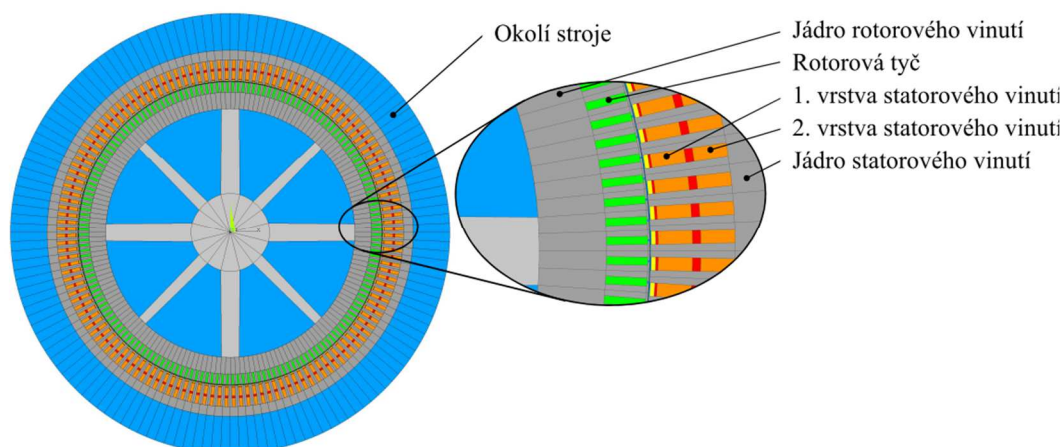 Okolí stroje
Jádro rotorového vinutí
Rotorová tyč
1. vrstva statorového vinutí
2. vrstva statorového vinutí
Jádro statorového vinutí